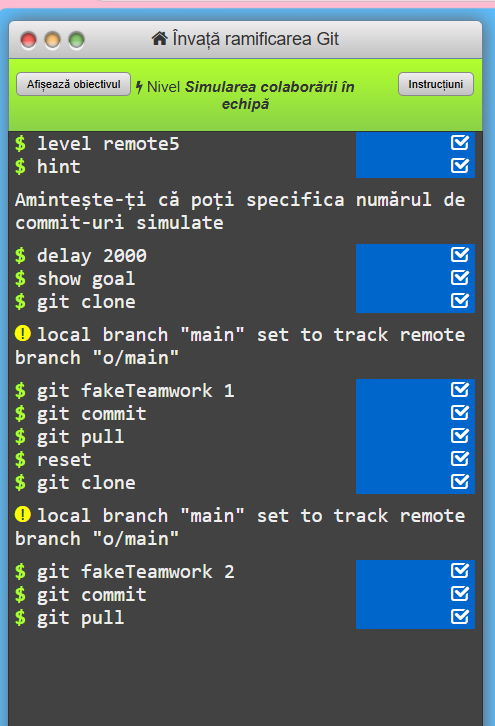 Învață ramificarea Git
Afișează obiectivul
Nivel Simularea colaborării în
echipă
Instrucțiuni
$ level remote5
$ hint
Amintește-ți că poți specifica numărul de
commit-uri simulate
$ delay 2000
$ show goal
$ git clone
local branch "main" set to track remote
branch "o/main"
$ git fakeTeamwork 1
$ git commit
$ git pull
$ reset
$ git clone
local branch "main" set to track remote
branch "o/main"
$ git fakeTeamwork 2
$ git commit
$ git pull